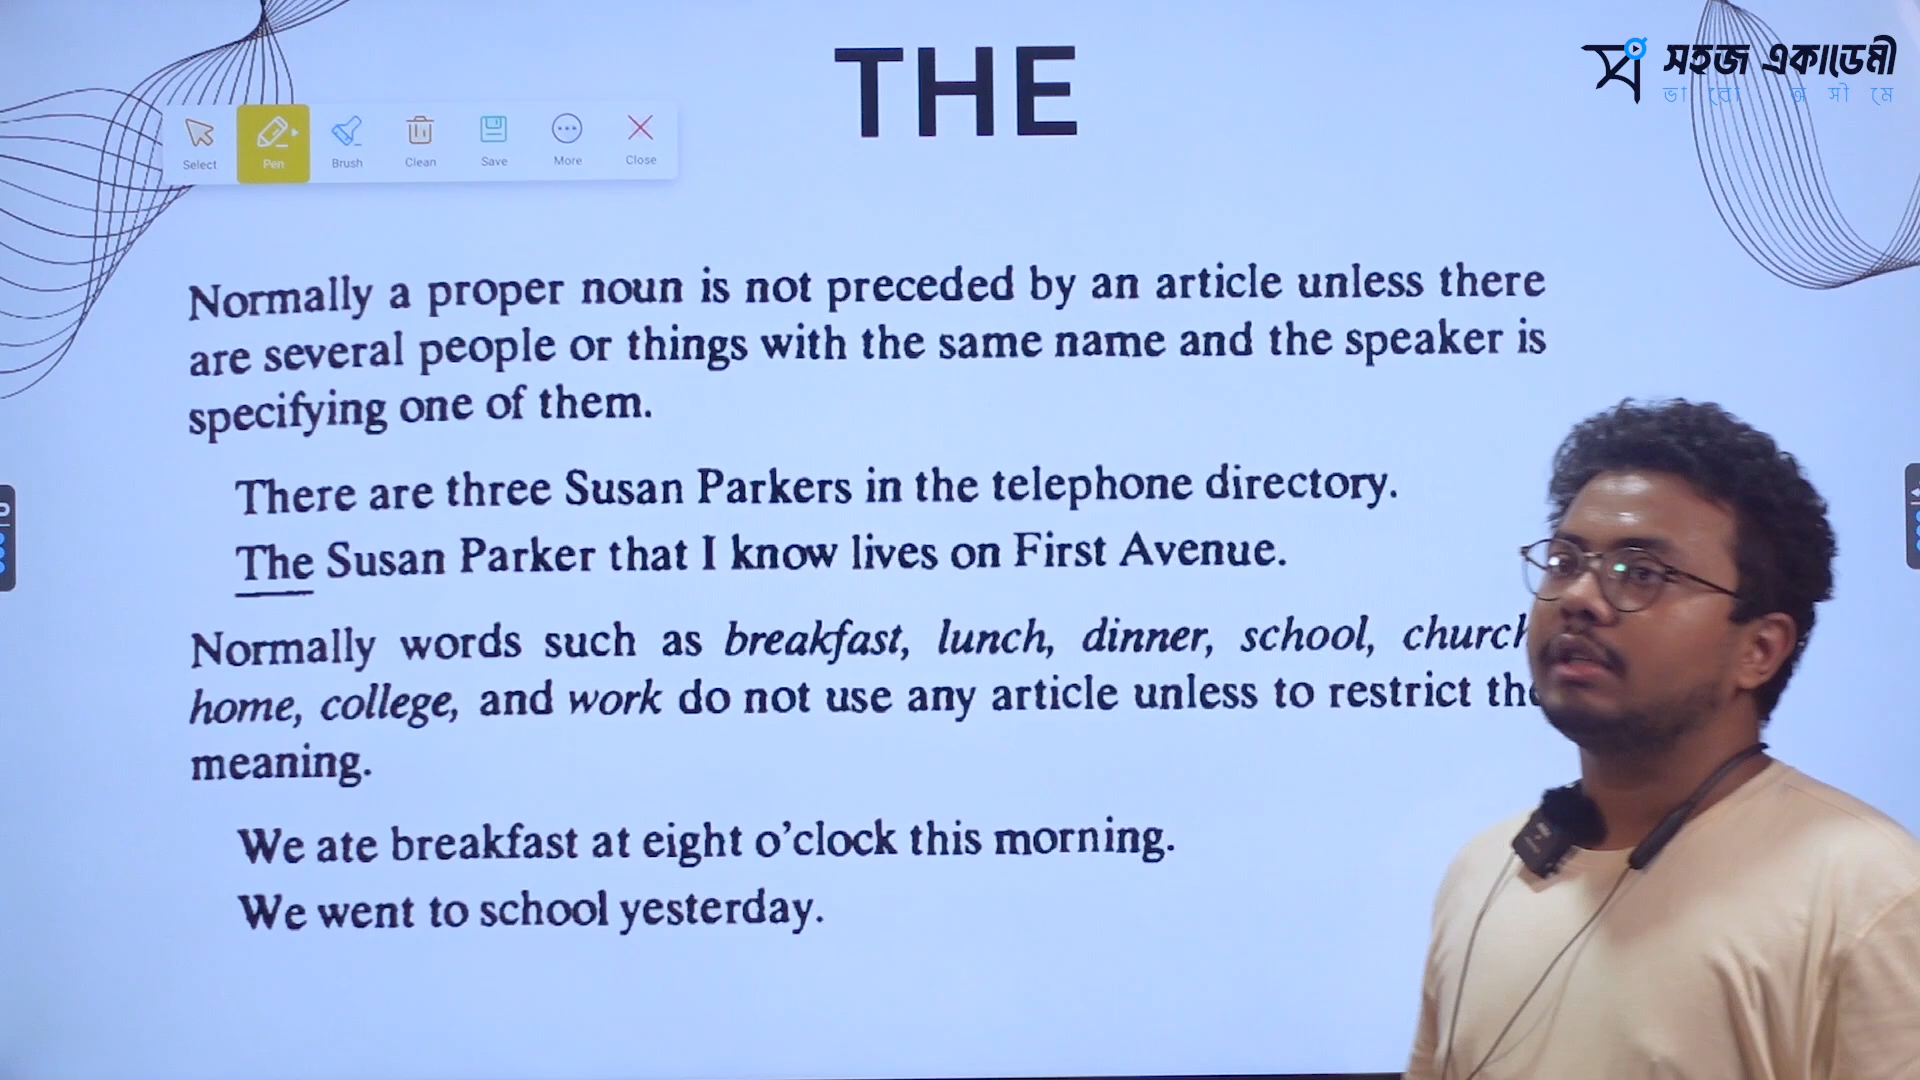 THE
সহজ একাডেমী
ভা বো অ সী মে
Select Pen Brush Clean Save More Close
Normally a proper noun is not preceded by an article unless there
are several people or things with the same name and the speaker is
specifying one of them.
There are three Susan Parkers in the telephone directory.
The Susan Parker that I know lives on First Avenue.
Normally words such as breakfast, lunch, dinner, school, church
home, college, and work do not use any article unless to restrict the
meaning.
We ate breakfast at eight o'clock this morning.
We went to school yesterday.